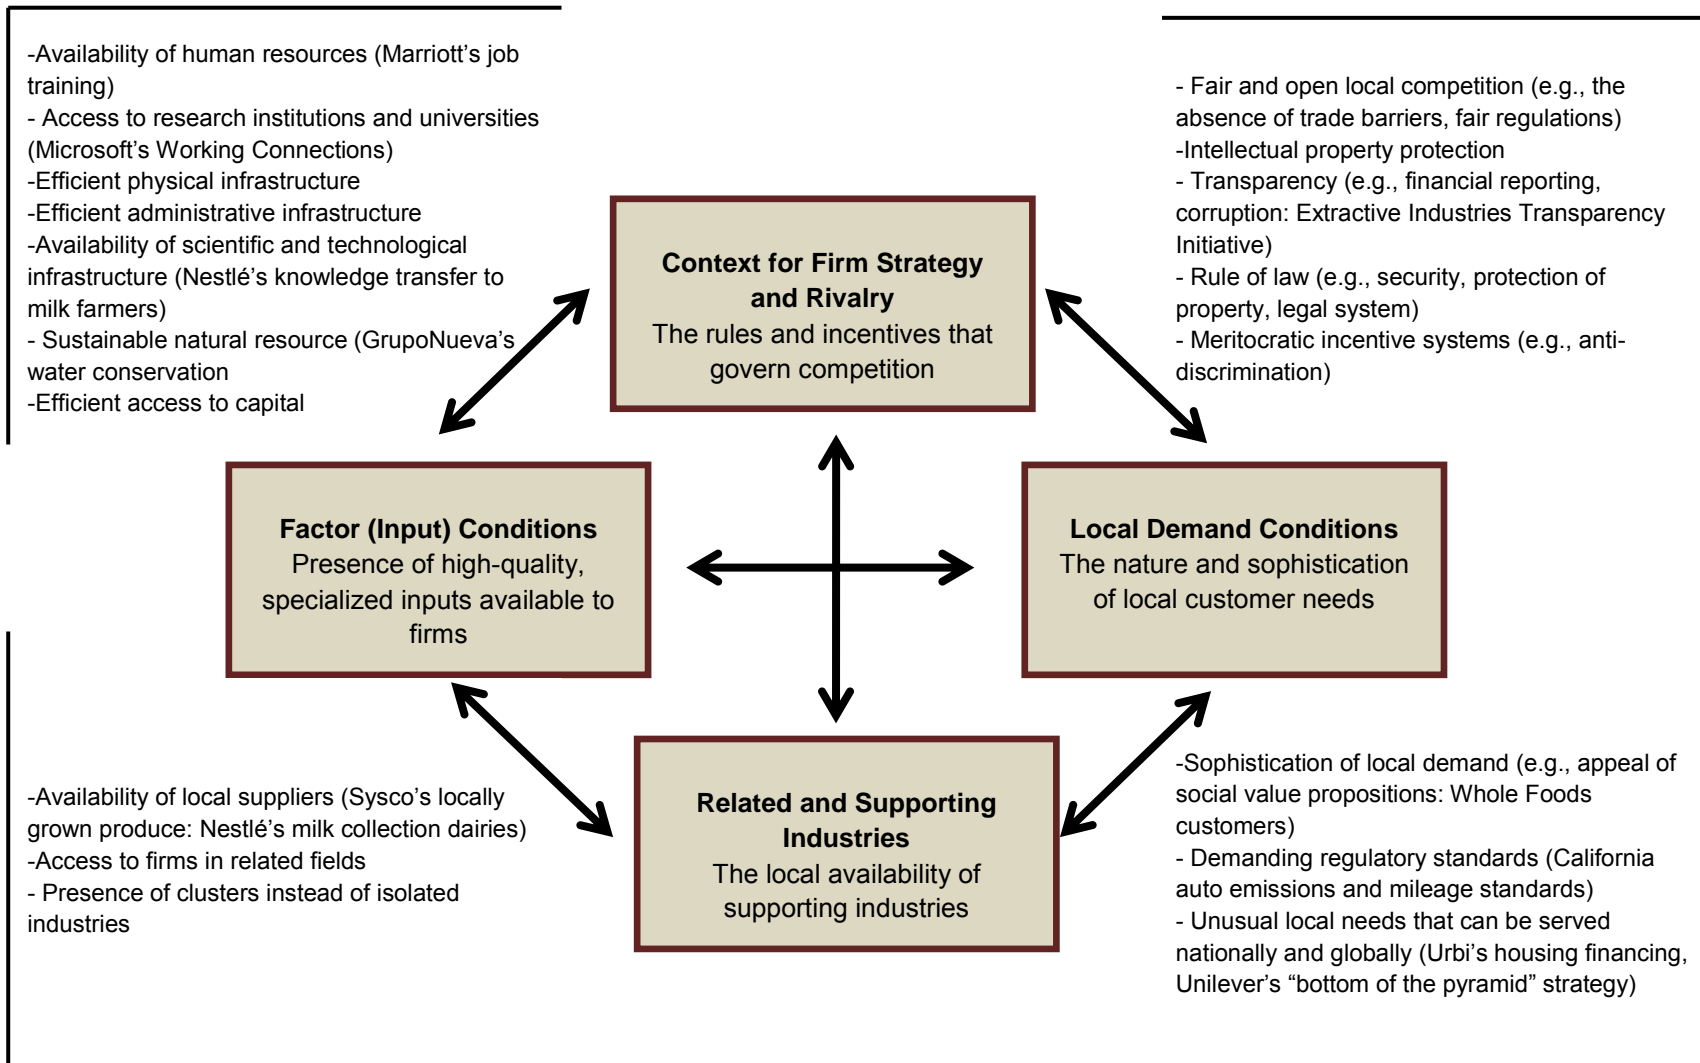 -Availability of human resources (Marriott’s job
training)
- Access to research institutions and universities
(Microsoft’s Working Connections)
-Efficient physical infrastructure
-Efficient administrative infrastructure
-Availability of scientific and technological
infrastructure (Nestlé’s knowledge transfer to
milk farmers)
- Sustainable natural resource (GrupoNueva’s
water conservation
-Efficient access to capital
- Fair and open local competition (e.g., the
absence of trade barriers, fair regulations)
-Intellectual property protection
- Transparency (e.g., financial reporting,
corruption: Extractive Industries Transparency
Initiative)
- Rule of law (e.g., security, protection of
property, legal system)
- Meritocratic incentive systems (e.g., anti-
discrimination)
Context for Firm Strategy
and Rivalry
The rules and incentives that
govern competition
Factor (Input) Conditions
Presence of high-quality,
specialized inputs available to
firms
Local Demand Conditions
The nature and sophistication
of local customer needs
Related and Supporting
Industries
The local availability of
supporting industries
-Availability of local suppliers (Sysco’s locally
grown produce: Nestlé’s milk collection dairies)
-Access to firms in related fields
- Presence of clusters instead of isolated
industries
-Sophistication of local demand (e.g., appeal of
social value propositions: Whole Foods
customers)
- Demanding regulatory standards (California
auto emissions and mileage standards)
- Unusual local needs that can be served
nationally and globally (Urbi’s housing financing,
Unilever’s “bottom of the pyramid” strategy)